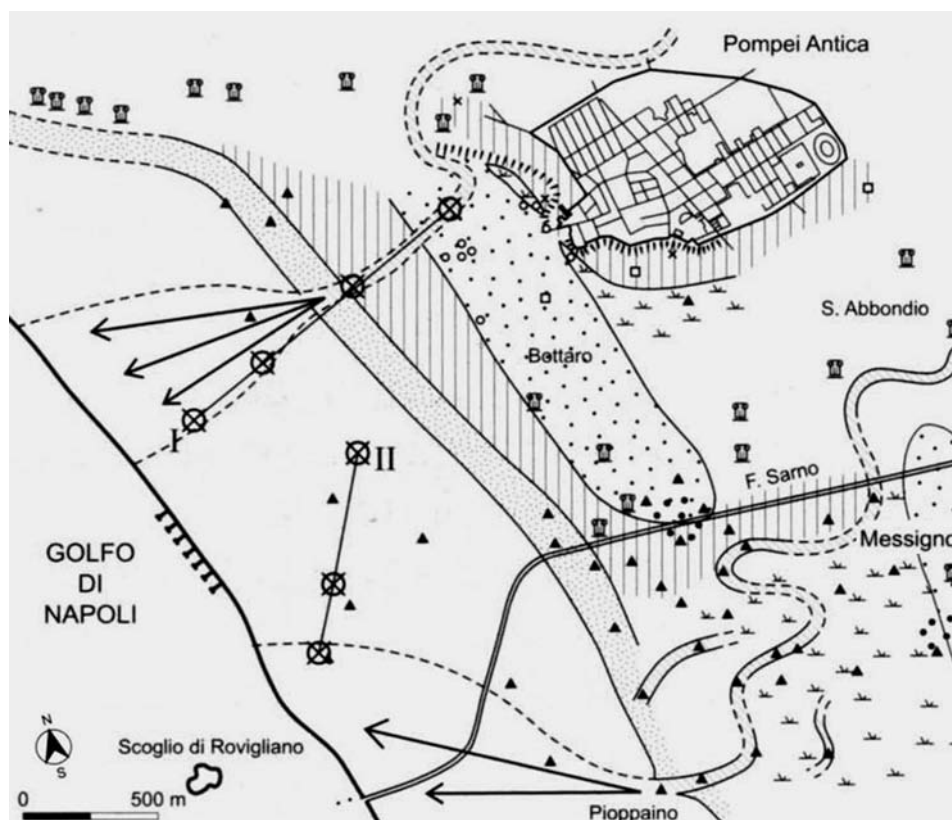 Pompei Antica
S. Abbondio
Bottaro
I
II
F. Sarno
Messigno
GOLFO
DI
NAPOLI
N
S
Scoglio di Rovigliano
0 500 m
Pioppaino